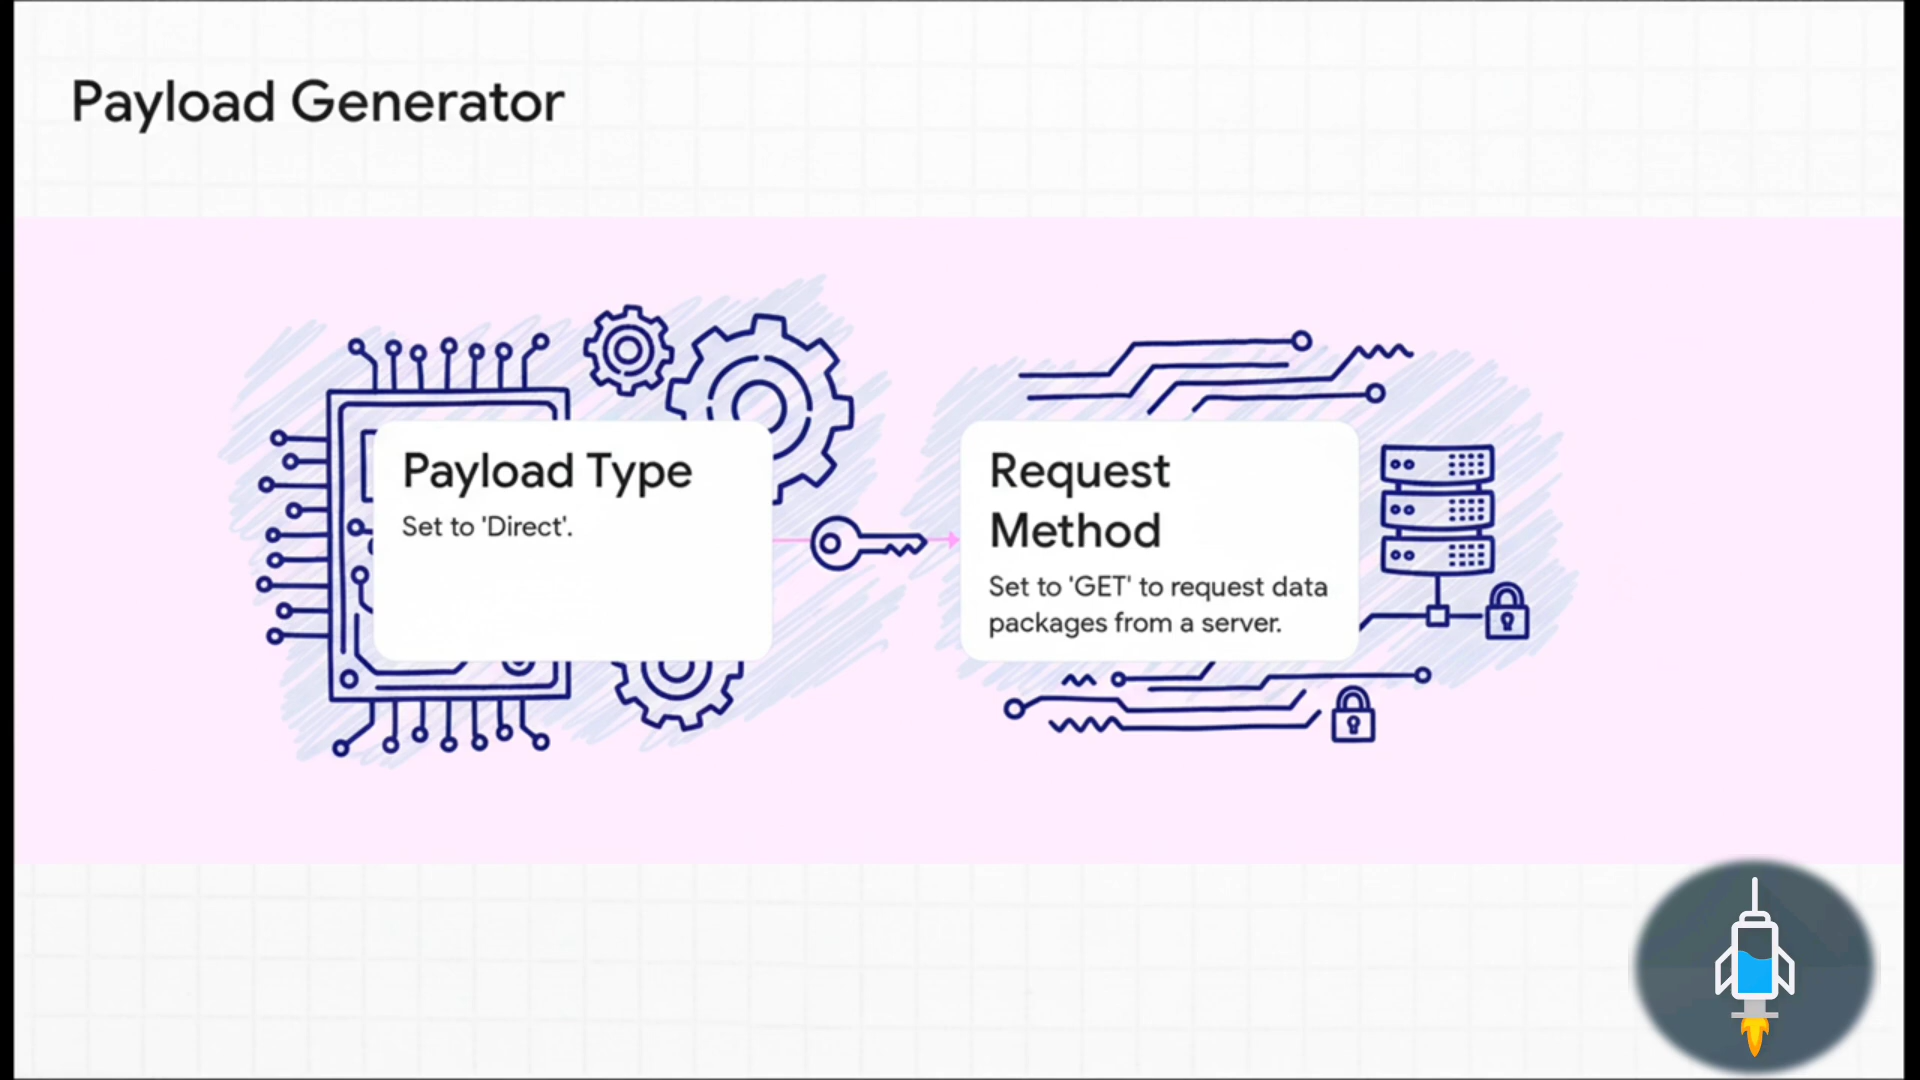 Payload Generator
Payload Type
Set to 'Direct'.
Request
Method
Set to 'GET' to request data
packages from a server.